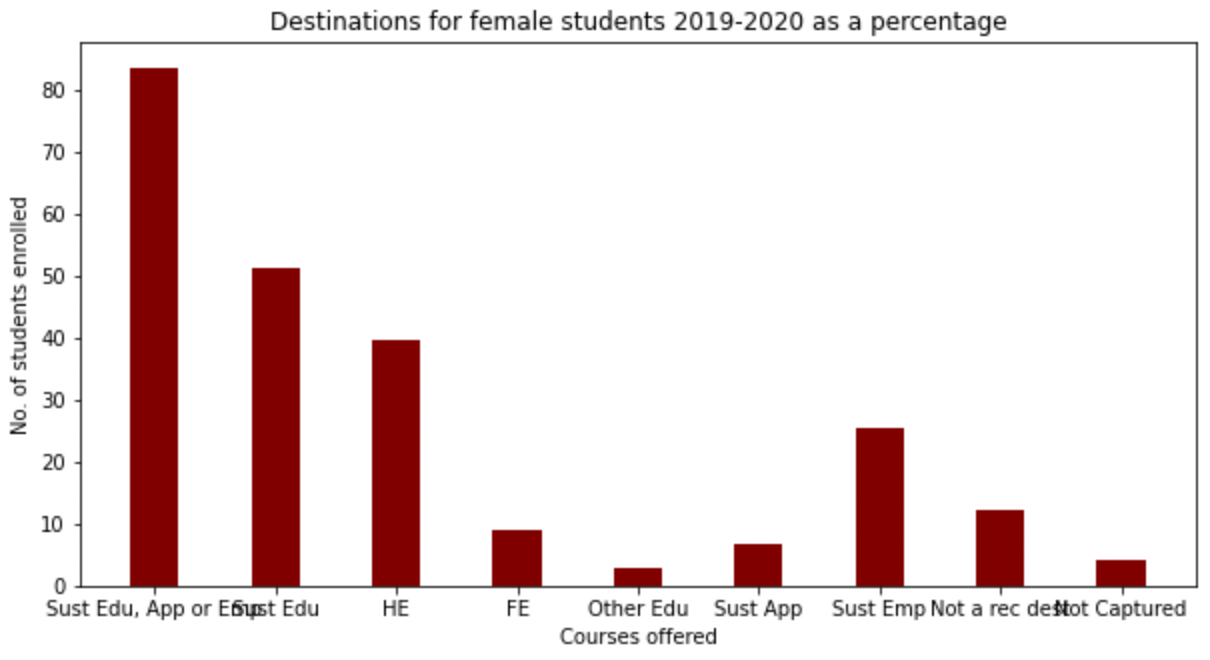 Destinations for female students 2019-2020 as a percentage
No. of students enrolled
80
70
60
50
40
30
20
10
0
Sust Edu, App or Emp
Sust Edu
HE
FE
Other Edu
Sust App
Sust Emp
Not a rec dest
Not Captured
Courses offered